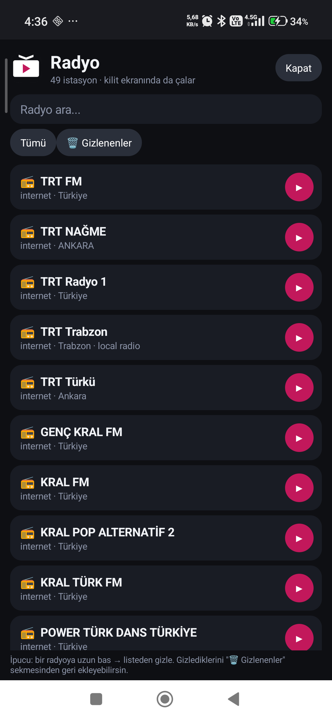 4:36
5,68 KB/s
VoLTE
4.5G
34%
Radyo
49 istasyon · kilit ekranında da çalar
Kapat
Radyo ara...
Tümü
Gizlenenler
TRT FM
internet · Türkiye
TRT NAĞME
internet · ANKARA
TRT Radyo 1
internet · Türkiye
TRT Trabzon
internet · Trabzon · local radio
TRT Türkü
internet · Ankara
GENÇ KRAL FM
internet · Türkiye
KRAL FM
internet · Türkiye
KRAL POP ALTERNATİF 2
internet · Türkiye
KRAL TÜRK FM
internet · Türkiye
POWER TÜRK DANS TÜRKİYE
internet · Türkiye
İpucu: bir radyoya uzun bas → listeden gizle. Gizlediklerini "🗑️ Gizlenenler"
sekmesinden geri ekleyebilirsin.